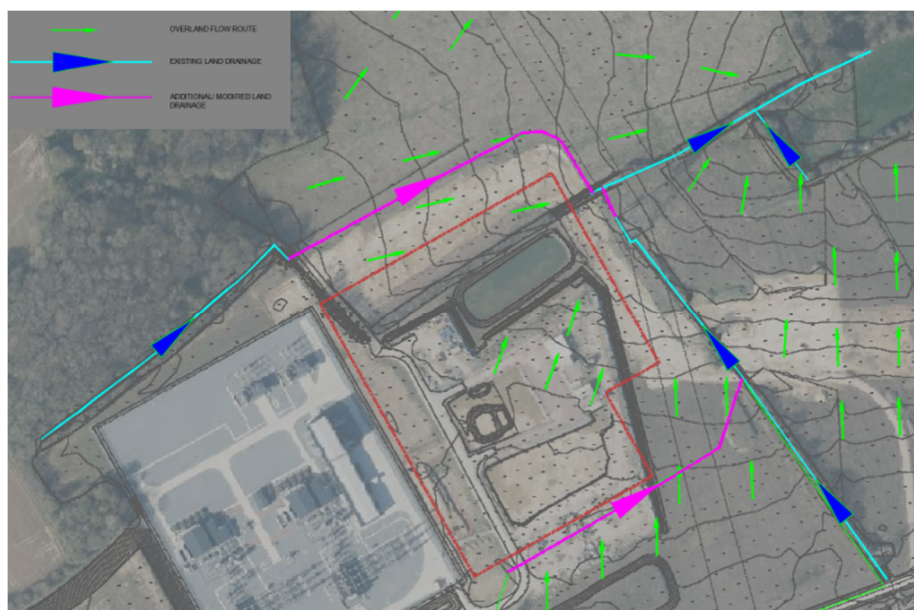 OVERLAND FLOW ROUTE
EXISTING LAND DRAINAGE
ADDITIONAL/ MODIFIED LAND
DRAINAGE